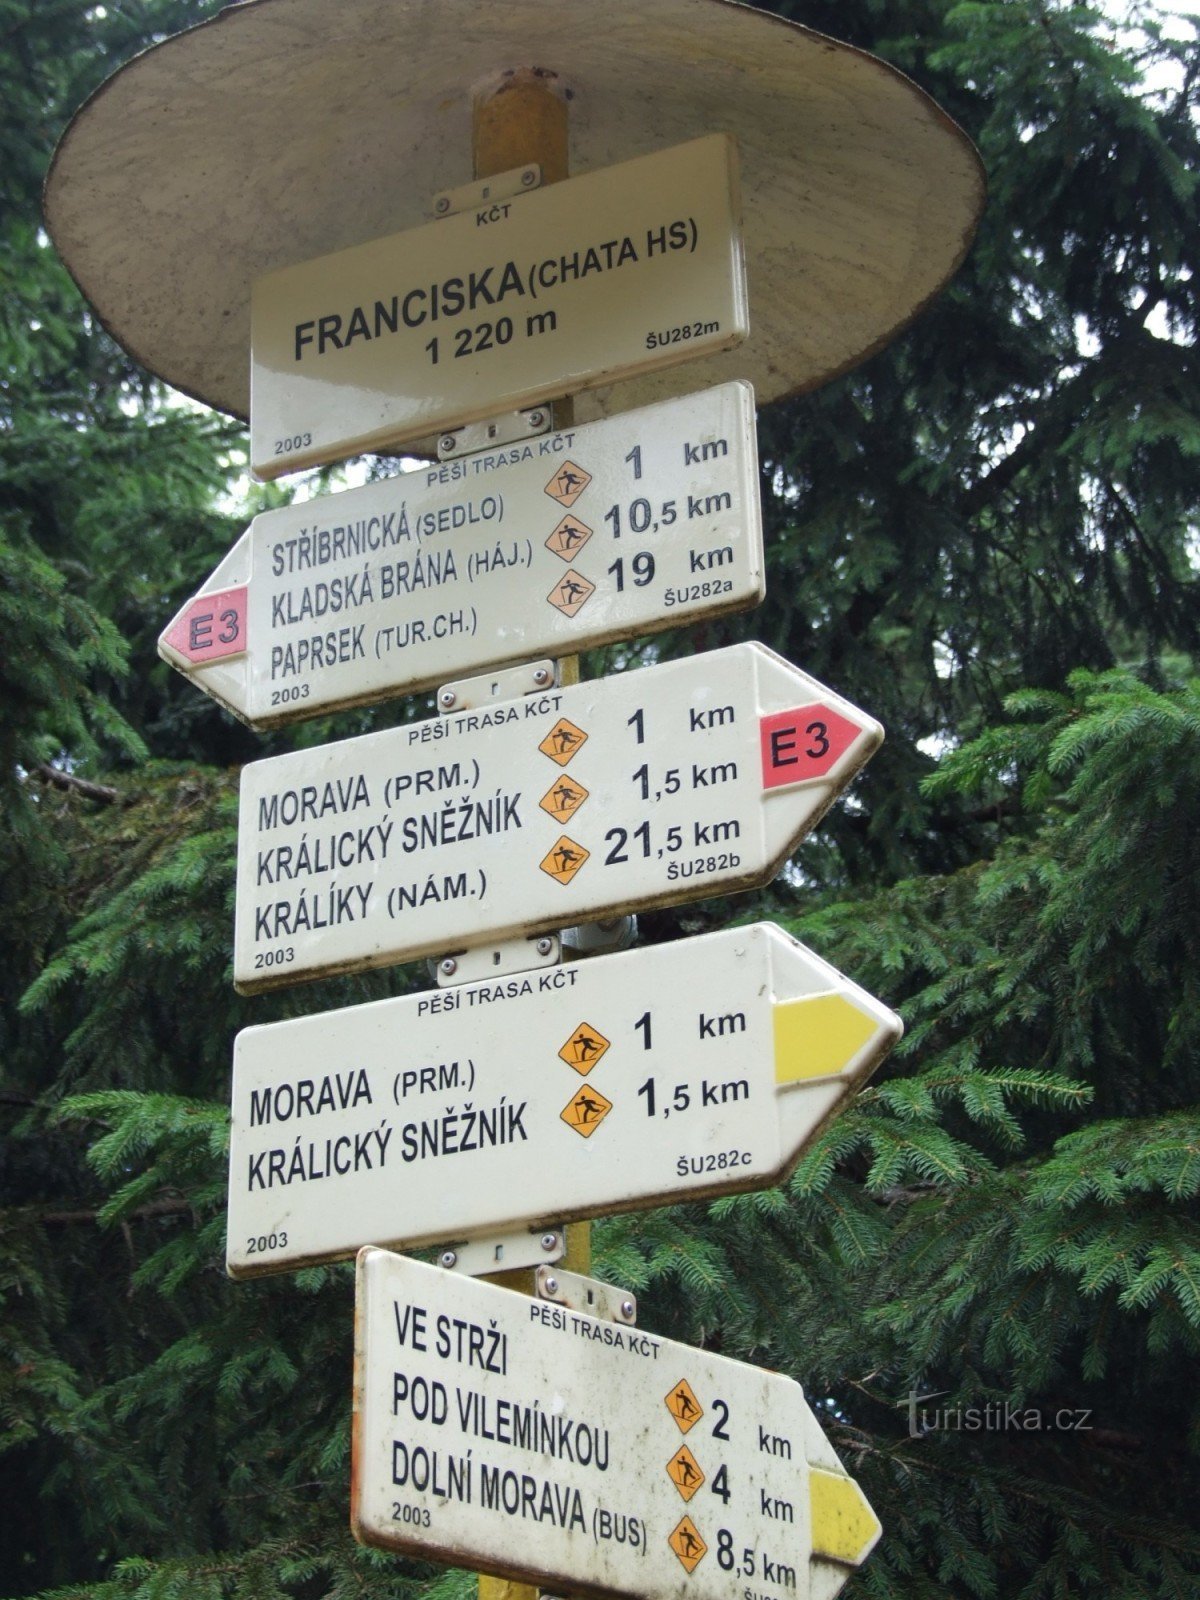 KČT
FRANCISKA (CHATA HS)
1 220 m
2003 ŠU282m
PĚŠÍ TRASA KČT
STŘÍBRNICKÁ (SEDLO) 1 km
KLADSKÁ BRÁNA (HÁJ.) 10,5 km
PAPRSEK (TUR.CH.) 19 km
E3
2003 ŠU282a
PĚŠÍ TRASA KČT
MORAVA (PRM.) 1 km
KRÁLICKÝ SNĚŽNÍK 1,5 km
KRÁLÍKY (NÁM.) 21,5 km
E3
2003 ŠU282b
PĚŠÍ TRASA KČT
MORAVA (PRM.) 1 km
KRÁLICKÝ SNĚŽNÍK 1,5 km
2003 ŠU282c
PĚŠÍ TRASA KČT
VE STRŽI 2 km
POD VILEMÍNKOU 4 km
DOLNÍ MORAVA (BUS) 8,5 km
2003
Turistika.cz